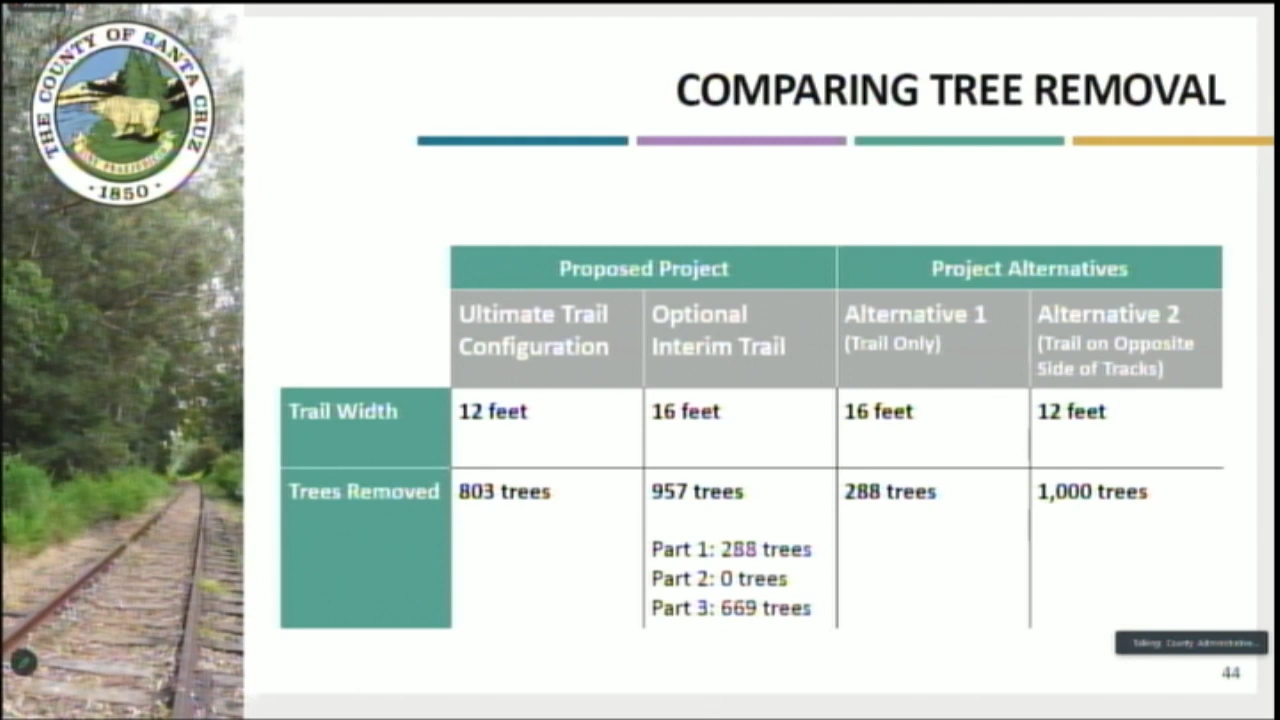 THE COUNTY OF SANTA CRUZ
1850
COMPARING TREE REMOVAL
Proposed Project
Project Alternatives
Ultimate Trail
Configuration
Optional
Interim Trail
Alternative 1
(Trail Only)
Alternative 2
(Trail on Opposite
Side of Tracks)
Trail Width
12 feet
16 feet
16 feet
12 feet
Trees Removed
803 trees
957 trees
288 trees
1,000 trees
Part 1: 288 trees
Part 2: 0 trees
Part 3: 669 trees
Talking: County Administrative...
44